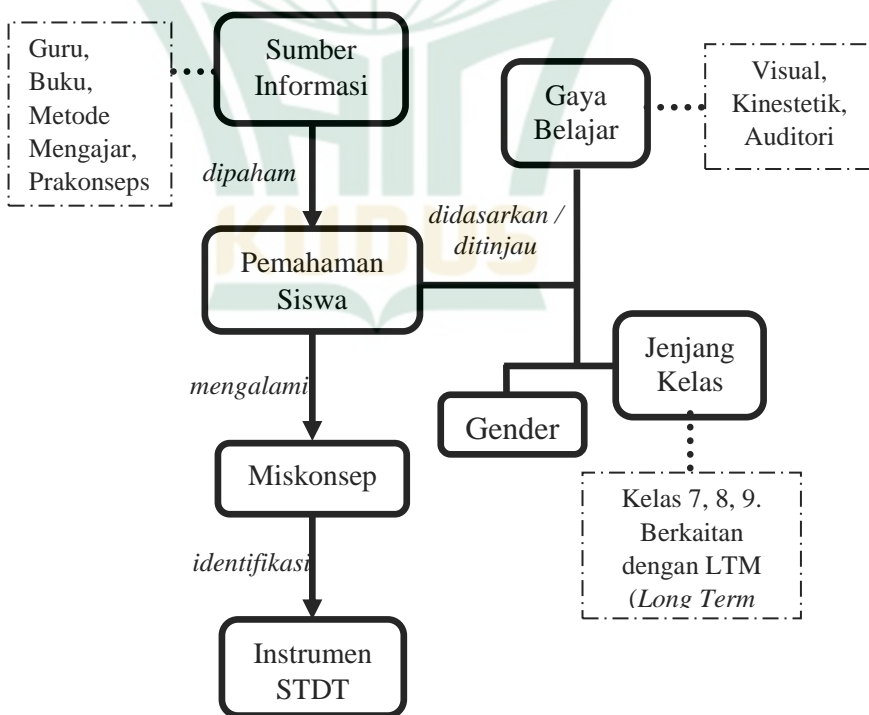 Guru,
Buku,
Metode
Mengajar,
Prakonseps
Sumber
Informasi
Gaya
Belajar
Visual,
Kinestetik,
Auditori
dipaham
didasarkan /
ditinjau
KUDUS
Pemahaman
Siswa
Jenjang
Kelas
mengalami
Gender
Miskonsep
Kelas 7, 8, 9.
Berkaitan
dengan LTM
(Long Term
identifikasi
Instrumen
STDT